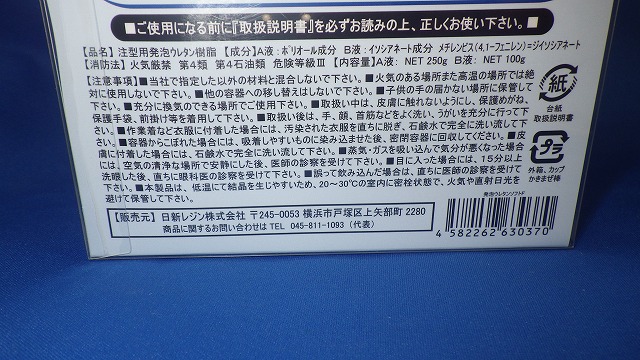 ■ご使用になる前に『取扱説明書』を必ずお読みの上、正しくお使い下さい。■
【品名】注型用発泡ウレタン樹脂 【成分】A液：ポリオール成分 B液：イソシアネート成分 メチレンビス(4,1-フェニレン)=ジイソシアネート
【消防法】火気厳禁 第4類 第4石油類 危険等級Ⅲ 【内容量】A液：NET 250g B液：NET 100g
【注意事項】■当社で指定した以外の材料と混合しないで下さい。■火気のある場所また高温の場所では絶
対に使用しないで下さい。■他の容器への移し替えはしないで下さい。■子供の手の届かない場所に保管して
下さい。■充分に換気のできる場所でご使用下さい。■取扱い中は、皮膚に触れないようにし、保護めがね、
保護手袋、前掛け等を着用して下さい。■取扱い後は、手、顔、首筋などをよく洗い、うがいを充分に行って下
さい。■作業着など衣服に付着した場合には、汚染された衣服を直ちに脱ぎ、石鹸水で完全に洗い流して下さ
い。■容器からこぼれた場合には、吸着しやすいものに染み込ませた後、密閉容器に回収してください。■皮
膚に付着した場合には、石鹸水で完全に洗い流して下さい。■蒸気・ガスを吸い込んで気分が悪くなった場合
には、空気の清浄な場所で安静にした後、医師の診察を受けて下さい。■目に入った場合には、15分以上
洗眼した後、直ちに眼科医の診察を受けて下さい。■誤って飲み込んだ場合は、直ちに医師の診察を受けて下
さい。■本製品は、低温にて結晶を生じやすいため、20～30℃の室内に密栓状態で、火気や直射日光を
避けて保管して下さい。
紙
台紙
取扱説明書
プラ
外箱、カップ
かきまぜ棒
【販売元】日新レジン株式会社 〒245-0053 横浜市戸塚区上矢部町 2280
商品に関するお問い合わせは TEL 045-811-1093（代表）
発泡ウレタンソフトF
4 582262 630370